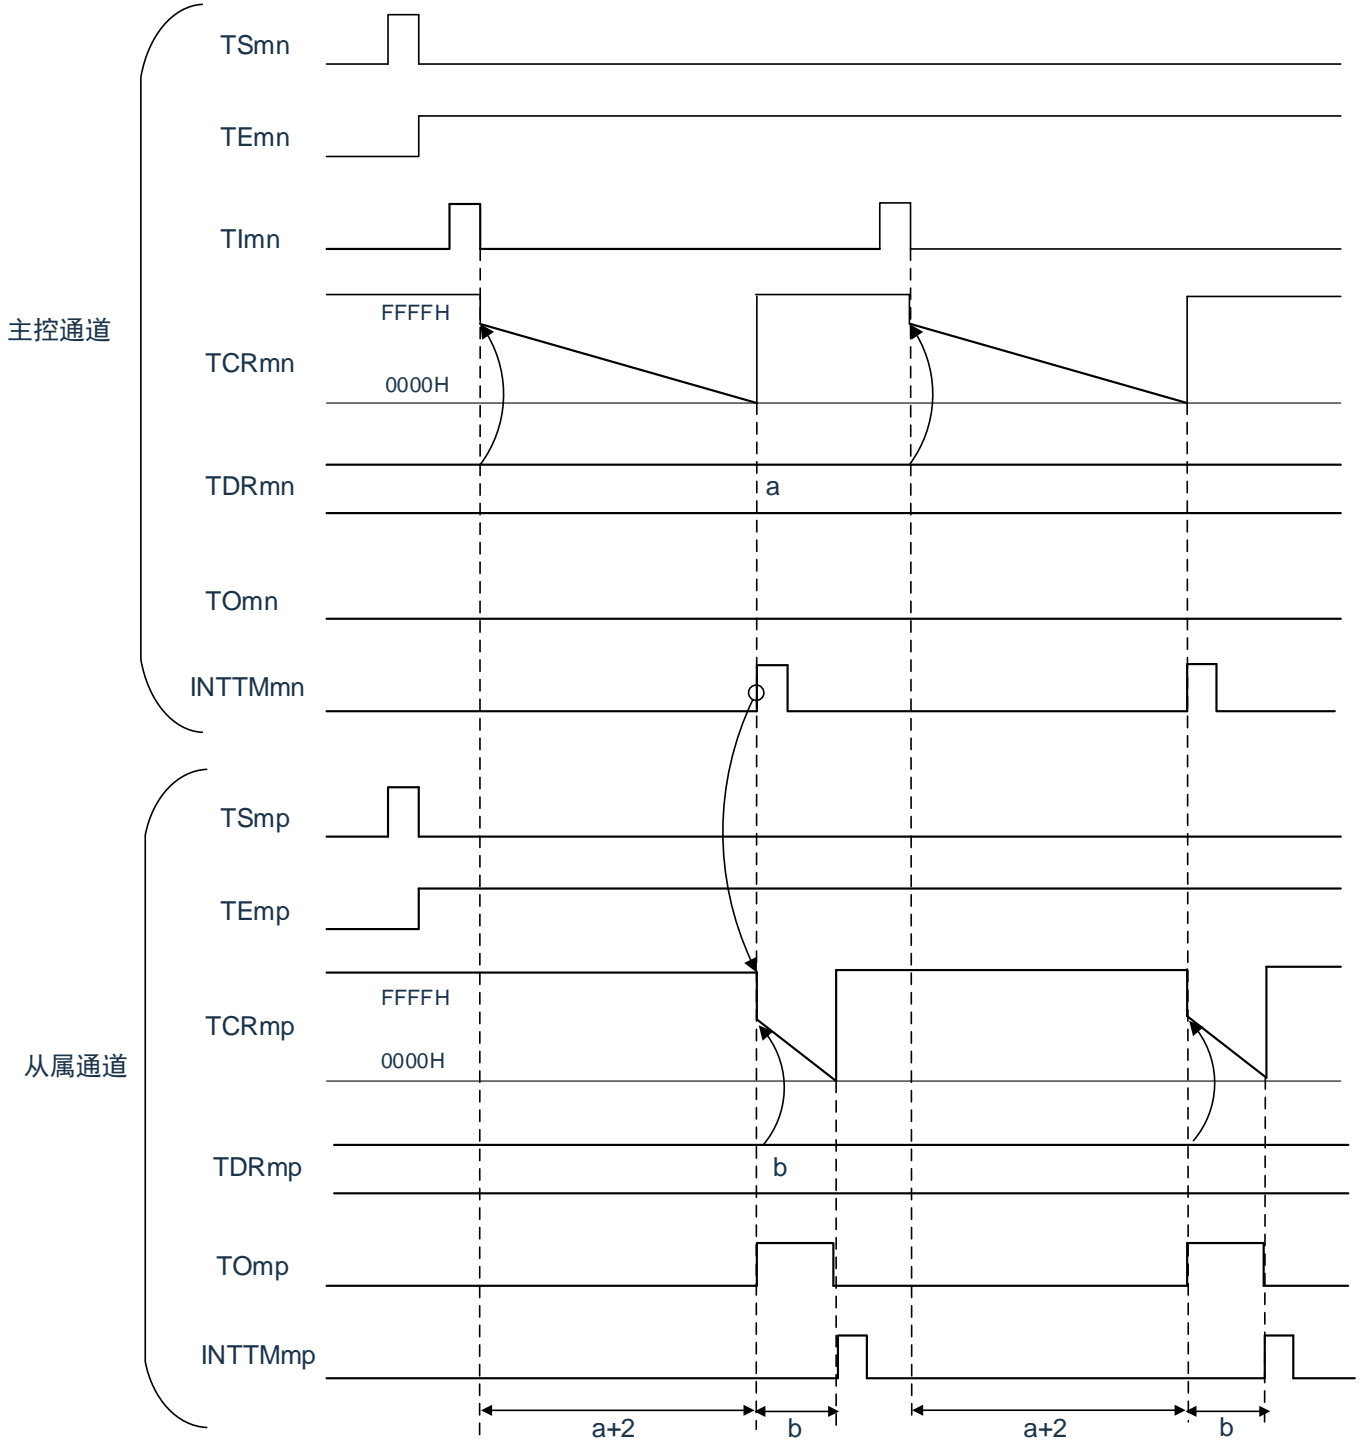 TSmn
TEmn
TImn
主控通道
FFFFH
TCRmn
0000H
TDRmn
a
TOmn
INTTMmn
TSmp
TEmp
FFFFH
TCRmp
从属通道
0000H
TDRmp
b
TOmp
INTTMmp
a+2
b
a+2
b